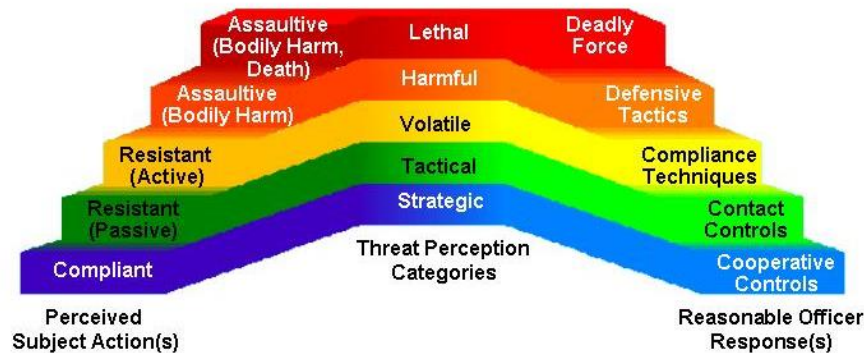 Assaultive
(Bodily Harm,
Death)
Lethal
Deadly
Force
Assaultive
(Bodily Harm)
Harmful
Defensive
Tactics
Resistant
(Active)
Volatile
Compliance
Techniques
Resistant
(Passive)
Tactical
Contact
Controls
Compliant
Strategic
Cooperative
Controls
Threat Perception
Categories
Perceived
Subject Action(s)
Reasonable Officer
Response(s)